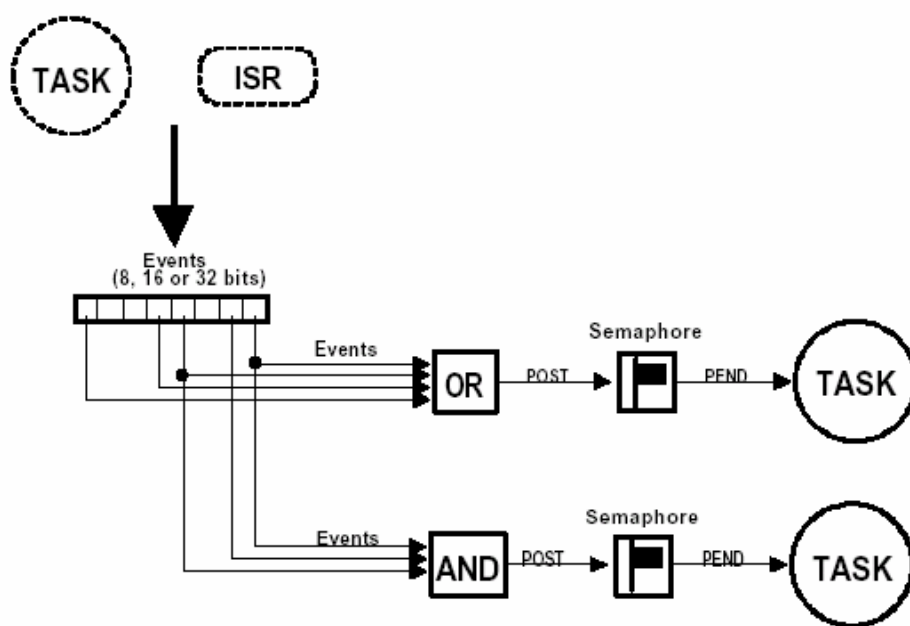 TASK
ISR
Events
(8, 16 or 32 bits)
Events
OR
POST
Semaphore
PEND
TASK
Events
AND
POST
Semaphore
PEND
TASK